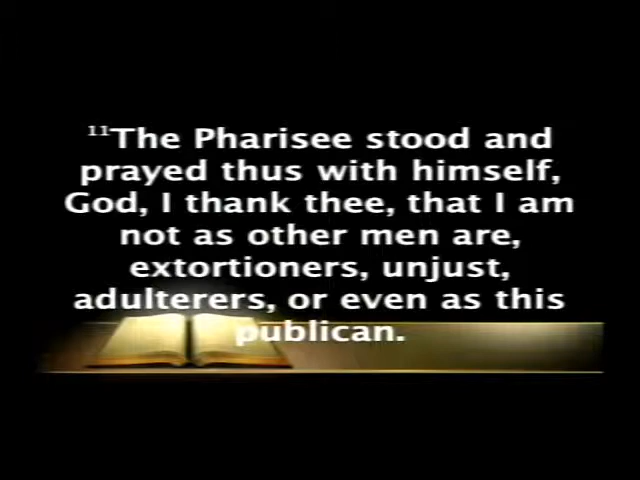 ¹¹The Pharisee stood and
prayed thus with himself,
God, I thank thee, that I am
not as other men are,
extortioners, unjust,
adulterers, or even as this
publican.